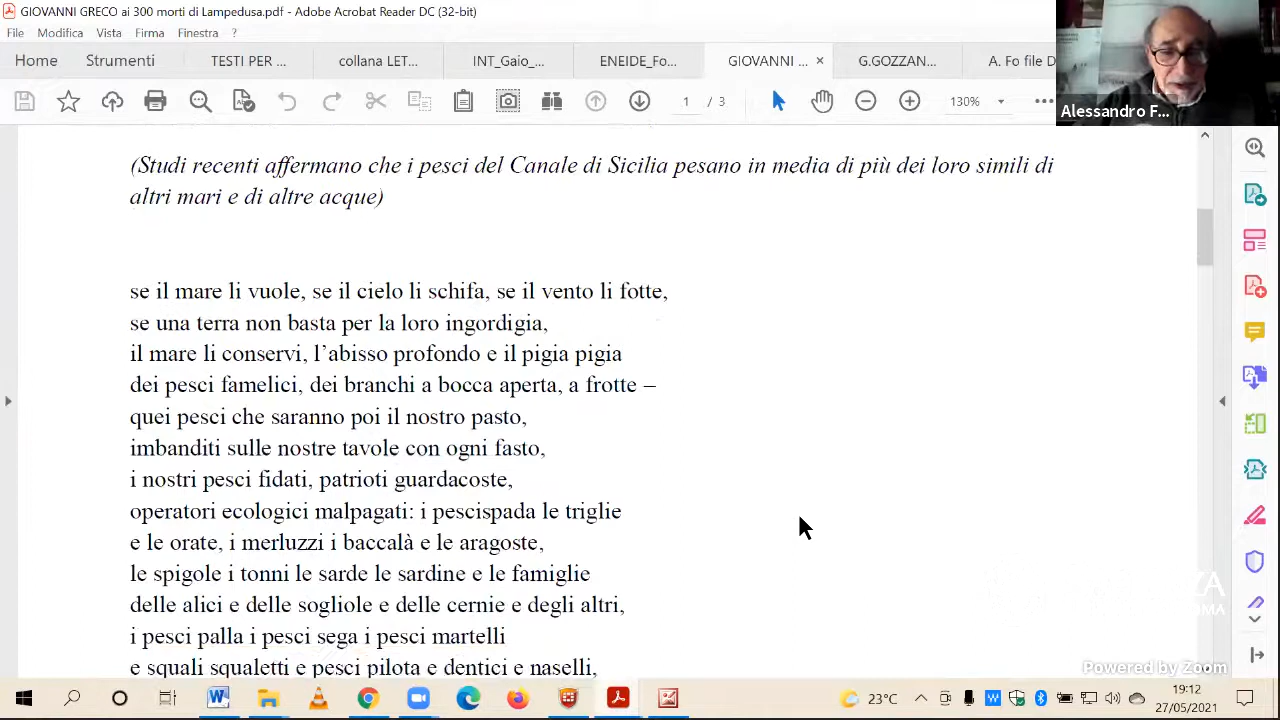 GIOVANNI GRECO ai 300 morti di Lampedusa.pdf - Adobe Acrobat Reader DC (32-bit)
File Modifica Vista Firma Finestra ?
Home Strumenti TESTI PER ... collana LET... INT_Gaio_... ENEIDE_Fo... GIOVANNI ... × G.GOZZAN... A. Fo file D
1 / 3 130%
Alessandro F...
(Studi recenti affermano che i pesci del Canale di Sicilia pesano in media di più dei loro simili di
altri mari e di altre acque)
se il mare li vuole, se il cielo li schifa, se il vento li fotte,
se una terra non basta per la loro ingordigia,
il mare li conservi, l’abisso profondo e il pigia pigia
dei pesci famelici, dei branchi a bocca aperta, a frotte –
quei pesci che saranno poi il nostro pasto,
imbanditi sulle nostre tavole con ogni fasto,
i nostri pesci fidati, patrioti guardacoste,
operatori ecologici malpagati: i pescispada le triglie
e le orate, i merluzzi i baccalà e le aragoste,
le spigole i tonni le sarde le sardine e le famiglie
delle alici e delle sogliole e delle cernie e degli altri,
i pesci palla i pesci sega i pesci martelli
e squali squaletti e pesci pilota e dentici e naselli,
Powered by Zoom
23°C
19:12
27/05/2021